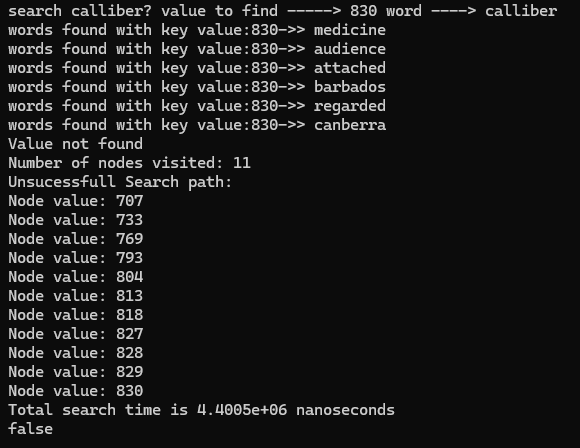 search calliber? value to find -----> 830 word ----> calliber
words found with key value:830->> medicine
words found with key value:830->> audience
words found with key value:830->> attached
words found with key value:830->> barbados
words found with key value:830->> regarded
words found with key value:830->> canberra
Value not found
Number of nodes visited: 11
Unsucessfull Search path:
Node value: 707
Node value: 733
Node value: 769
Node value: 793
Node value: 804
Node value: 813
Node value: 818
Node value: 827
Node value: 828
Node value: 829
Node value: 830
Total search time is 4.4005e+06 nanoseconds
false